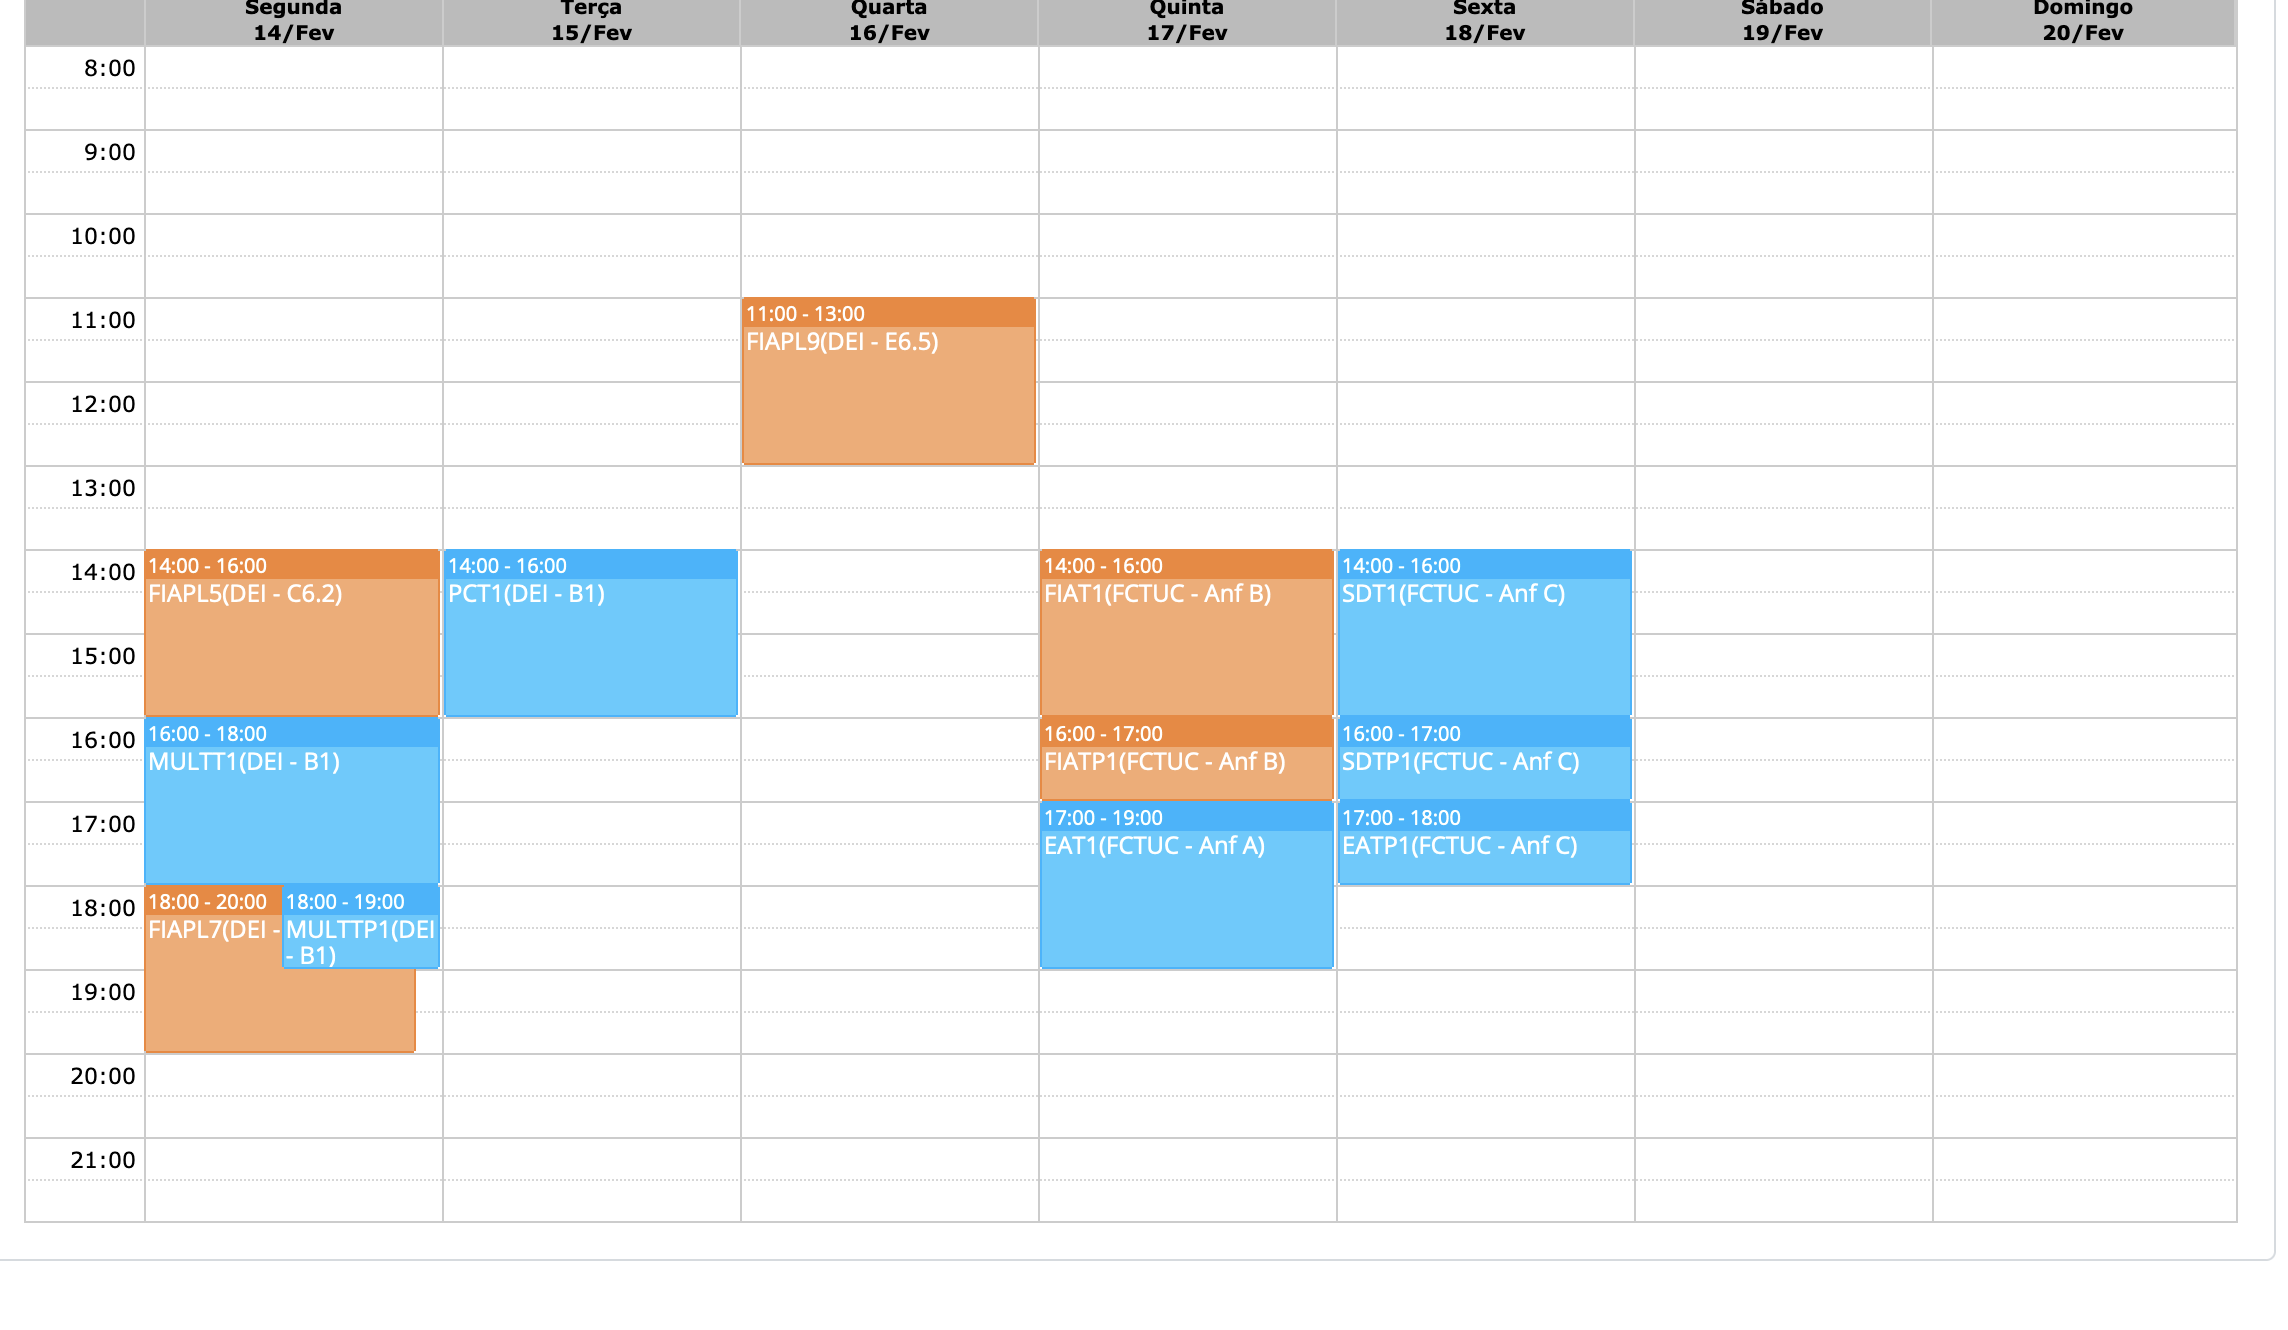 Segunda Terça Quarta Quinta Sexta Sábado Domingo
14/Fev 15/Fev 16/Fev 17/Fev 18/Fev 19/Fev 20/Fev
8:00
9:00
10:00
11:00
11:00 - 13:00
FIAPL9(DEI - E6.5)
12:00
13:00
14:00
14:00 - 16:00
FIAPL5(DEI - C6.2)
14:00 - 16:00
PCT1(DEI - B1)
14:00 - 16:00
FIAT1(FCTUC - Anf B)
14:00 - 16:00
SDT1(FCTUC - Anf C)
15:00
16:00
16:00 - 18:00
MULTT1(DEI - B1)
16:00 - 17:00
FIATP1(FCTUC - Anf B)
16:00 - 17:00
SDTP1(FCTUC - Anf C)
17:00
17:00 - 19:00
EAT1(FCTUC - Anf A)
17:00 - 18:00
EATP1(FCTUC - Anf C)
18:00
18:00 - 20:00
FIAPL7(DEI -
18:00 - 19:00
MULTTP1(DEI
- B1)
19:00
20:00
21:00